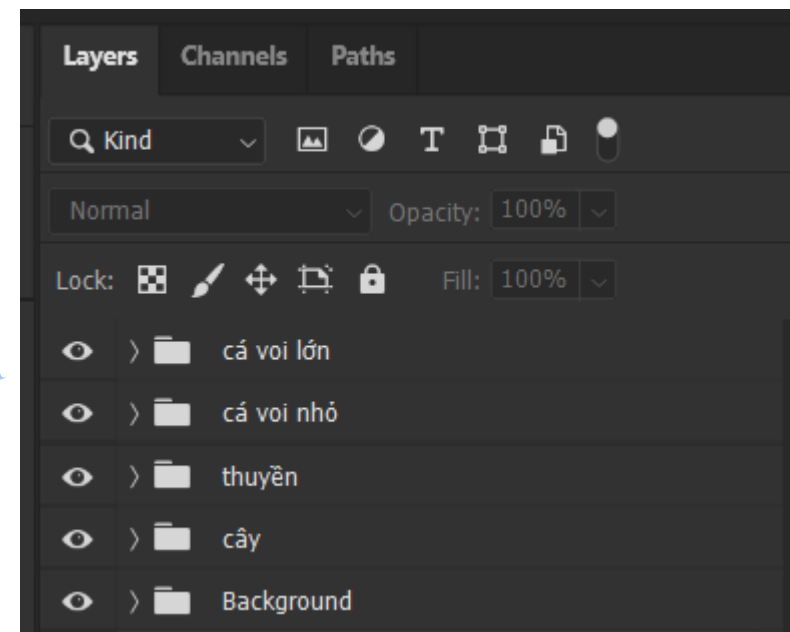 Layers Channels Paths
Kind T
Normal Opacity: 100%
Lock: Fill: 100%
cá voi lớn
cá voi nhỏ
thuyền
cây
Background